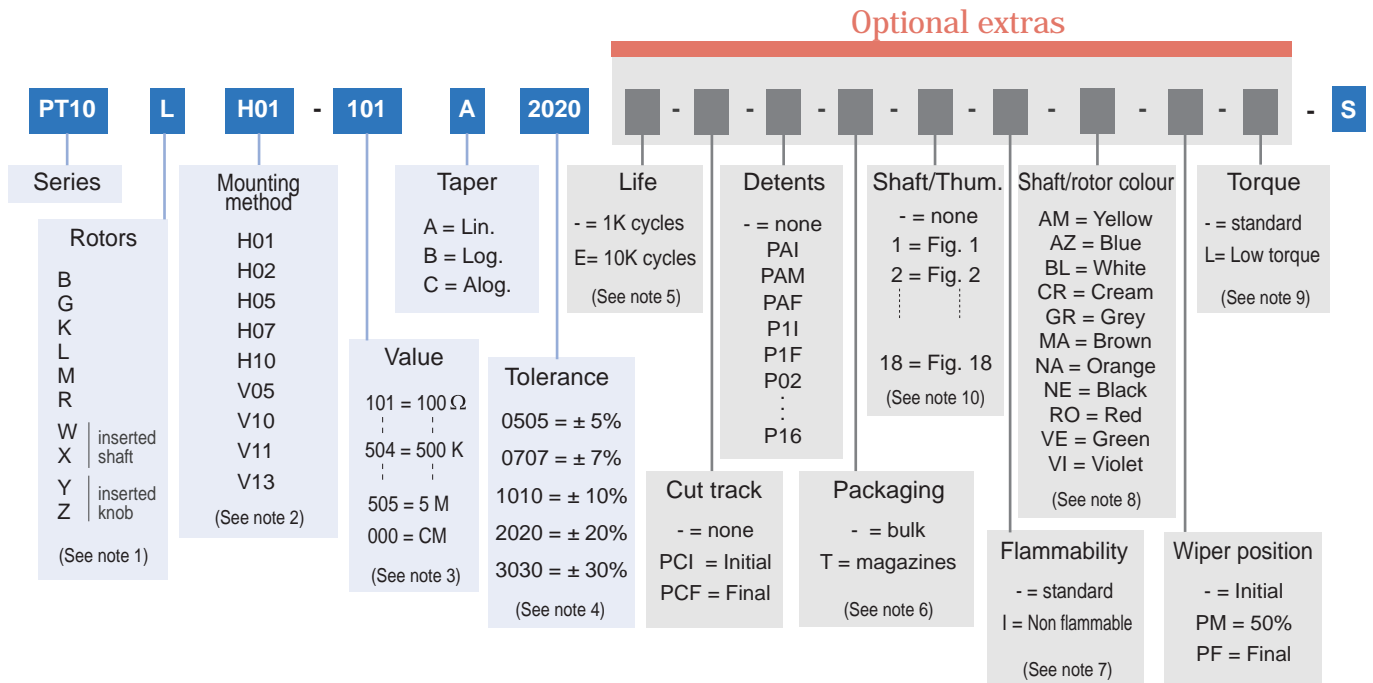 Optional extras
PT10 L H01 - 101 A 2020 - - - - - - - - - S
Series
Rotors
B
G
K
L
M
R
W
X
inserted
shaft
Y
Z
inserted
knob
(See note 1)
Mounting
method
H01
H02
H05
H07
H10
V05
V10
V11
V13
(See note 2)
Value
101 = 100 Ω
504 = 500 K
505 = 5 M
000 = CM
(See note 3)
Taper
A = Lin.
B = Log.
C = Alog.
Tolerance
0505 = ± 5%
0707 = ± 7%
1010 = ± 10%
2020 = ± 20%
3030 = ± 30%
(See note 4)
Life
- = 1K cycles
E= 10K cycles
(See note 5)
Cut track
- = none
PCI = Initial
PCF = Final
Detents
- = none
PAI
PAM
PAF
P1I
P1F
P02
:
P16
Packaging
- = bulk
T = magazines
(See note 6)
Shaft/Thum.
- = none
1 = Fig. 1
2 = Fig. 2
18 = Fig. 18
(See note 10)
Flammability
- = standard
I = Non flammable
(See note 7)
Shaft/rotor colour
AM = Yellow
AZ = Blue
BL = White
CR = Cream
GR = Grey
MA = Brown
NA = Orange
NE = Black
RO = Red
VE = Green
VI = Violet
(See note 8)
Wiper position
- = Initial
PM = 50%
PF = Final
Torque
- = standard
L= Low torque
(See note 9)